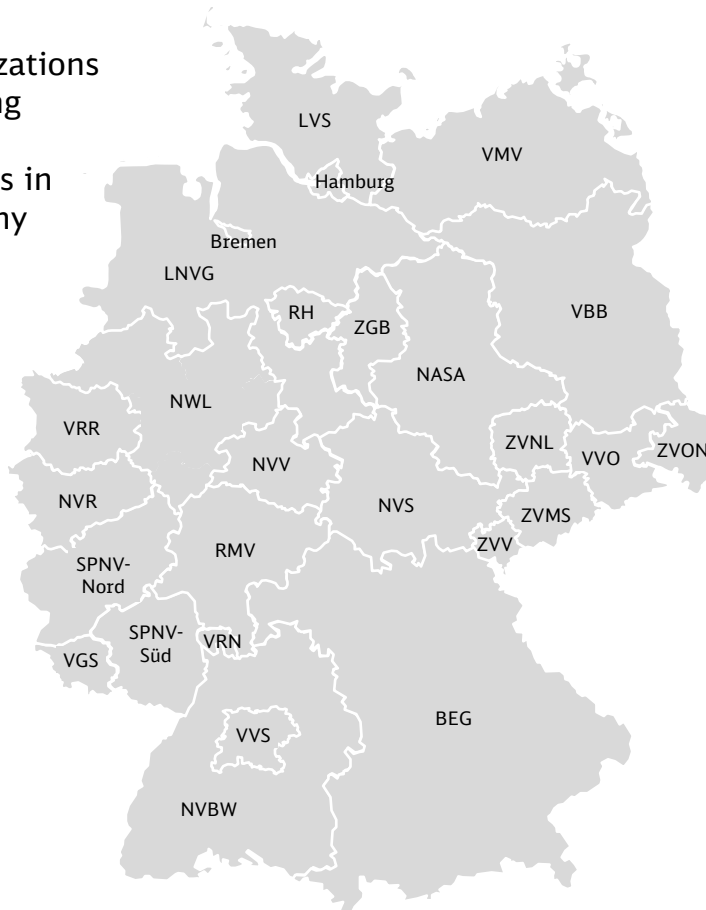 zations
ng
s in
ny
LVS
VMV
Hamburg
Bremen
LNVG
RH
ZGB
VBB
NASA
NWL
VRR
ZVNL
VVO
ZVON
NVV
NVR
NVS
ZVMS
RMV
ZVV
SPNV-
Nord
SPNV-
Süd
VRN
VGS
BEG
VVS
NVBW